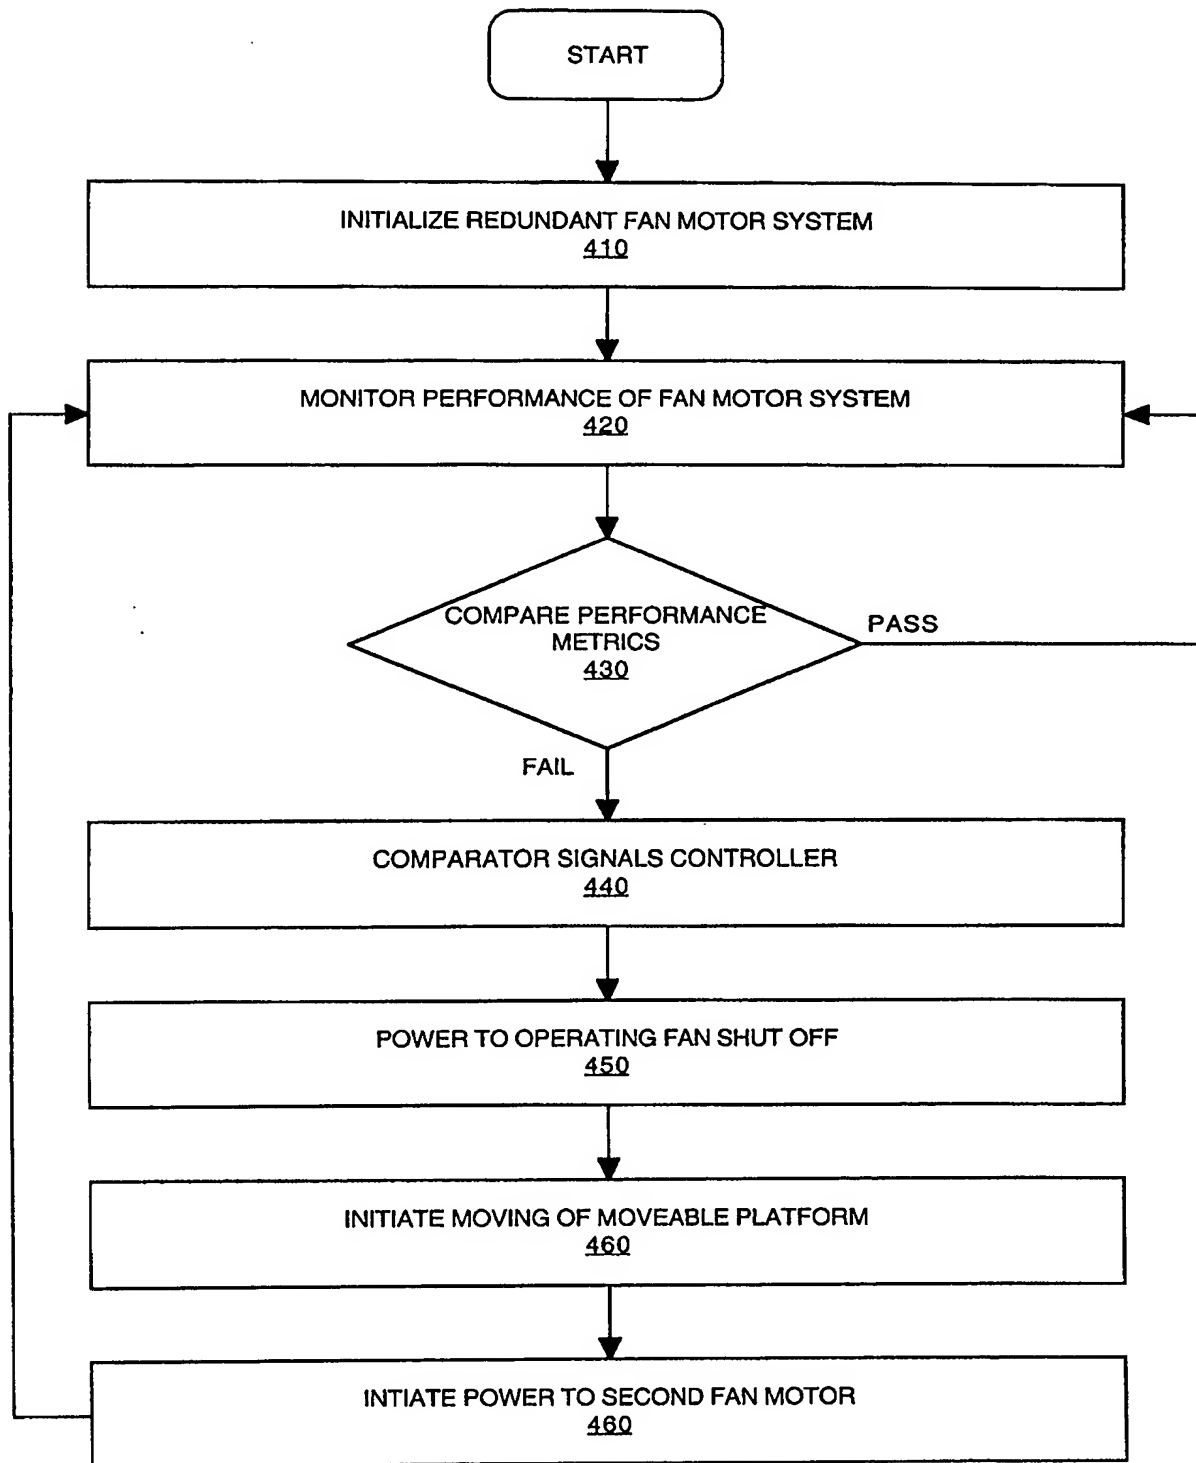 START
INITIALIZE REDUNDANT FAN MOTOR SYSTEM
410
MONITOR PERFORMANCE OF FAN MOTOR SYSTEM
420
COMPARE PERFORMANCE
METRICS
430
PASS
FAIL
COMPARATOR SIGNALS CONTROLLER
440
POWER TO OPERATING FAN SHUT OFF
450
INITIATE MOVING OF MOVEABLE PLATFORM
460
INTIATE POWER TO SECOND FAN MOTOR
460